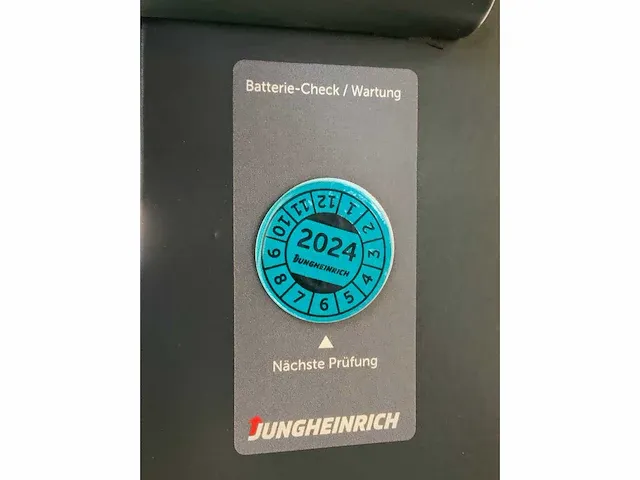 Batterie-Check / Wartung
12 1 2 3 4 5 6 7 8 9 10 11
2024
JUNGHEINRICH
Nächste Prüfung
JUNGHEINRICH